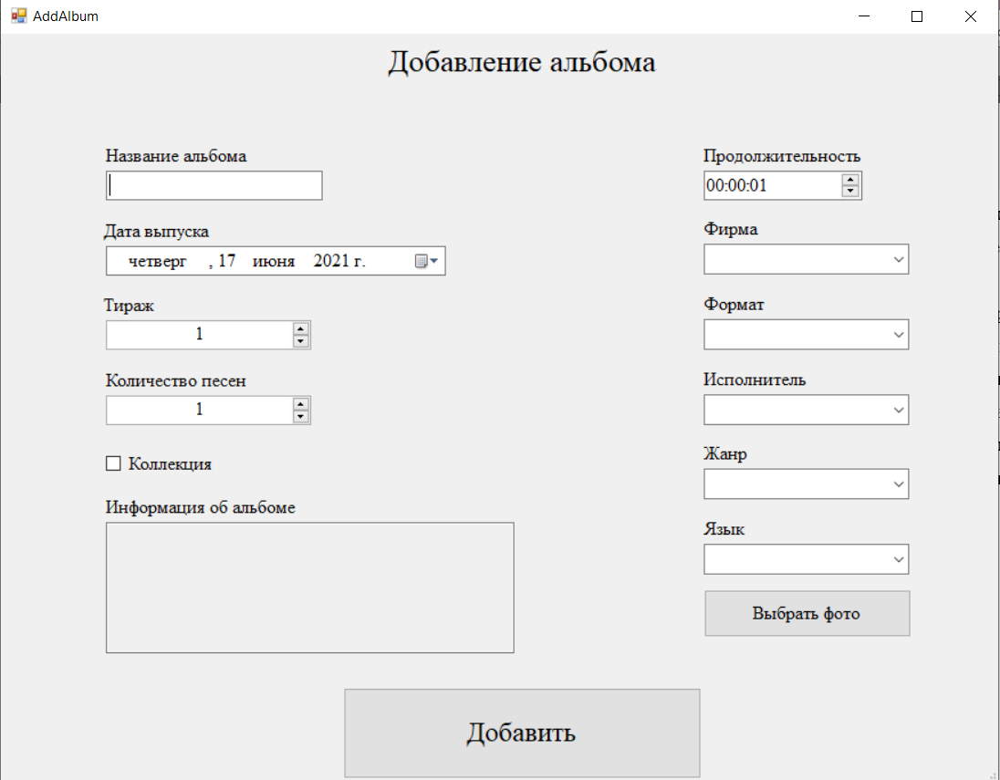 AddAlbum
Добавление альбома
Название альбома
Дата выпуска
четверг , 17 июня 2021 г.
Тираж
1
Количество песен
1
Коллекция
Информация об альбоме
Продолжительность
00:00:01
Фирма
Формат
Исполнитель
Жанр
Язык
Выбрать фото
Добавить